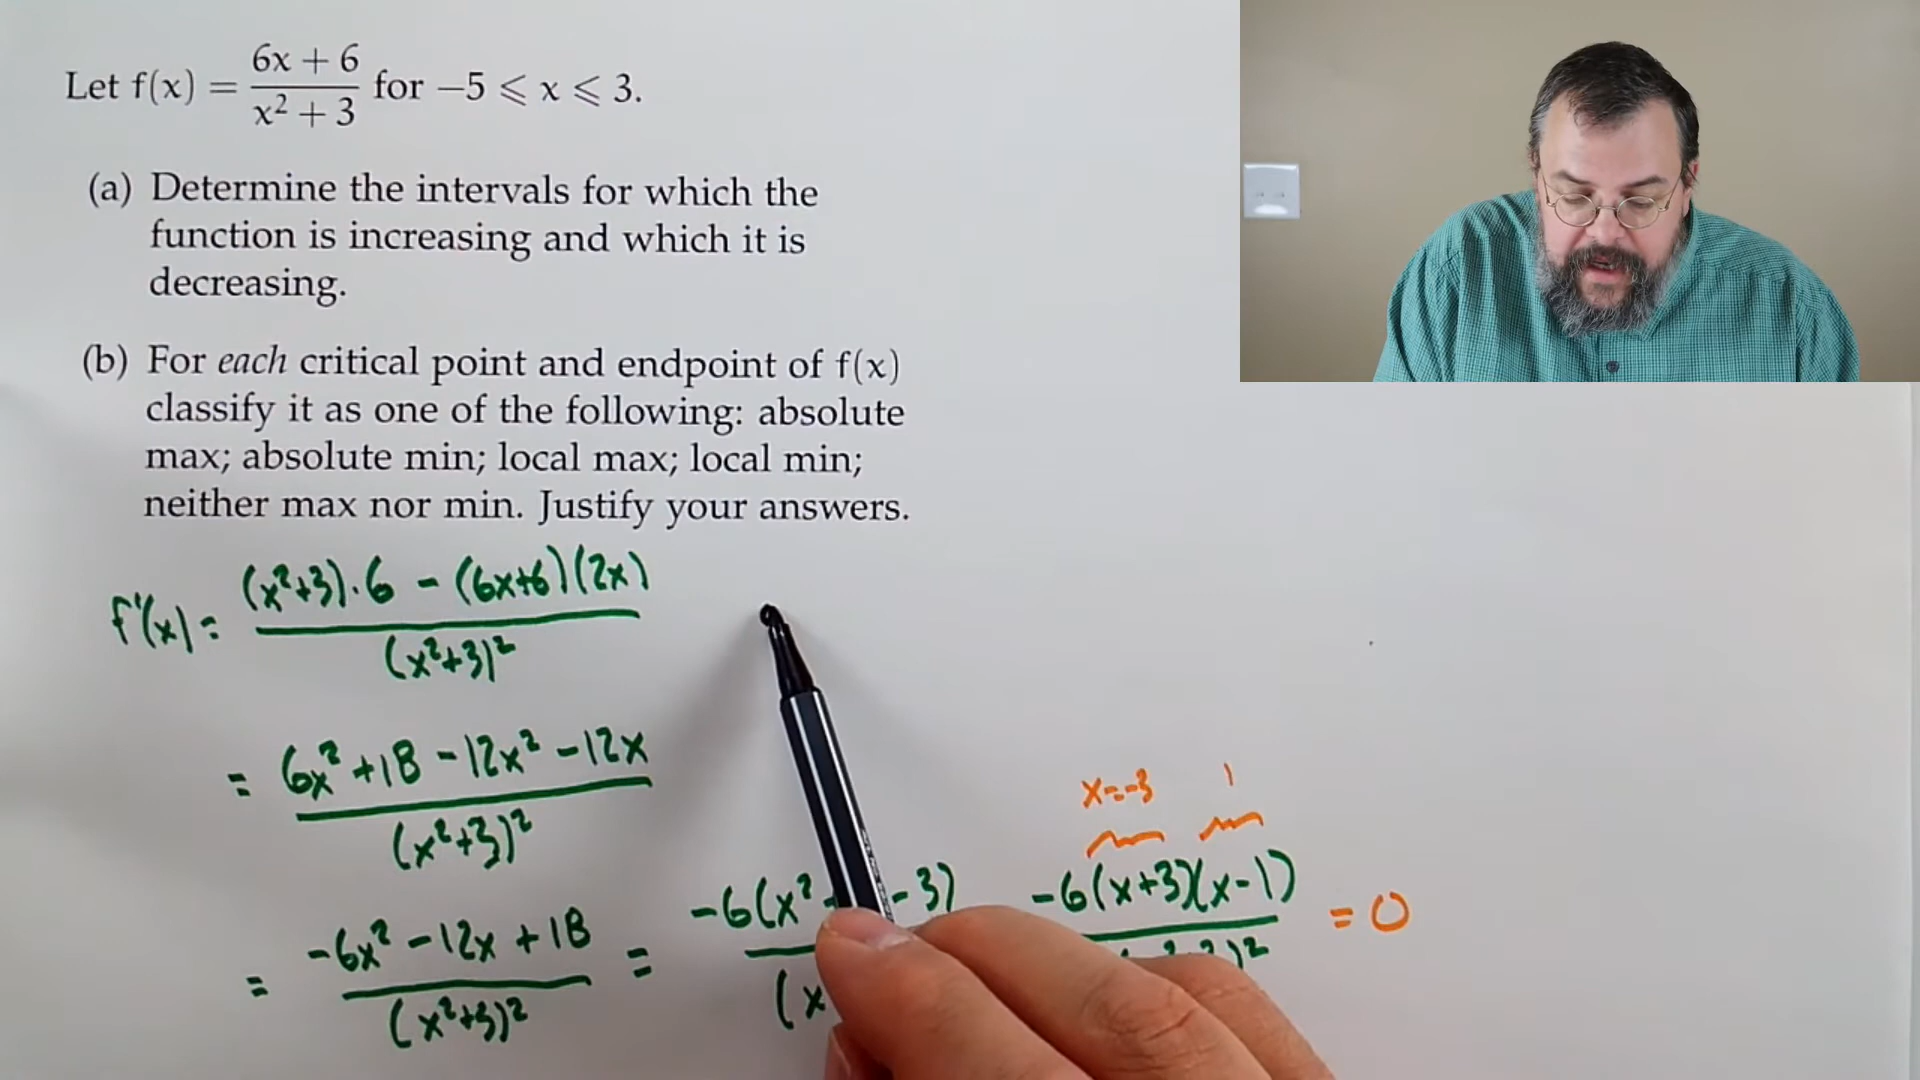 Let f(x) = (6x + 6)/(x² + 3) for −5 ⩽ x ⩽ 3.
(a) Determine the intervals for which the
function is increasing and which it is
decreasing.
(b) For each critical point and endpoint of f(x)
classify it as one of the following: absolute
max; absolute min; local max; local min;
neither max nor min. Justify your answers.
f'(x) = ((x²+3)·6 − (6x+6)(2x))/(x²+3)²
= (6x² + 18 − 12x² − 12x)/(x²+3)²
x=-3 1
= (−6x² − 12x + 18)/(x²+3)² = −6(x² − 3) (x −6(x+3)(x−1) )² = 0